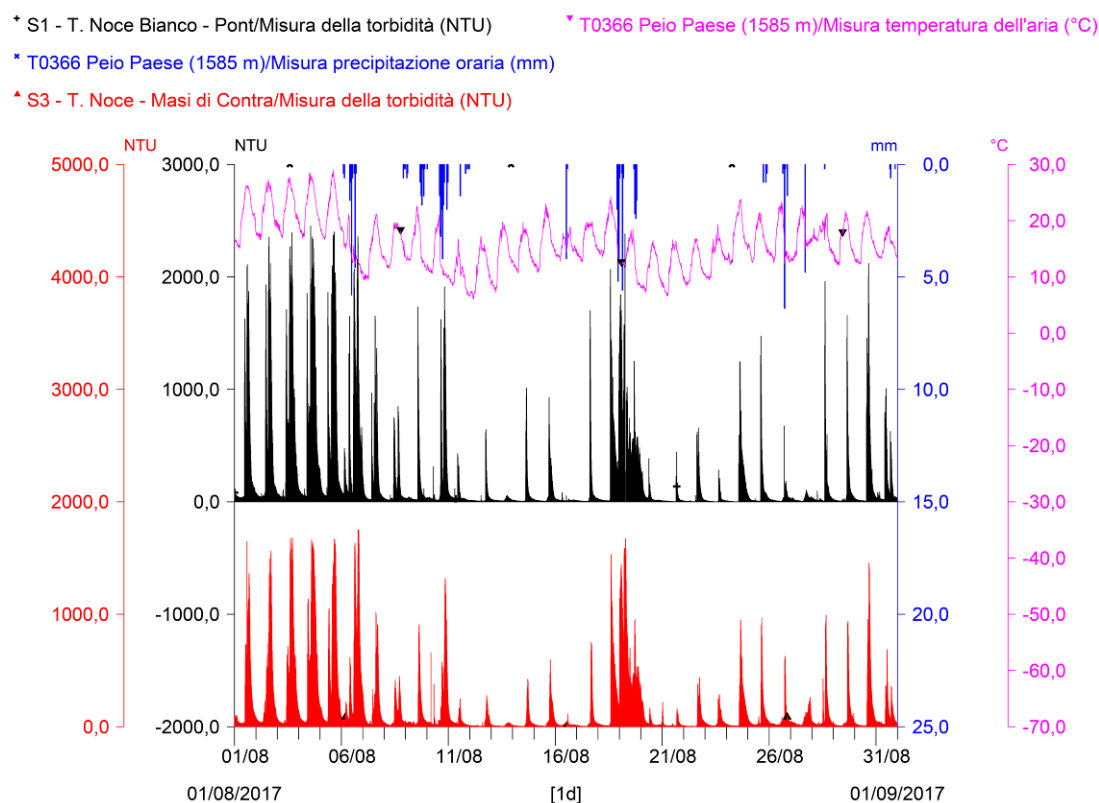 S1 - T. Noce Bianco - Pont/Misura della torbidità (NTU) T0366 Peio Paese (1585 m)/Misura temperatura dell'aria (°C)
T0366 Peio Paese (1585 m)/Misura precipitazione oraria (mm)
S3 - T. Noce - Masi di Contra/Misura della torbidità (NTU)
NTU NTU mm °C
5000,0 3000,0 0,0 30,0
20,0
4000,0 2000,0 5,0 10,0
0,0
3000,0 1000,0 10,0 -10,0
-20,0
2000,0 0,0 15,0 -30,0
-40,0
1000,0 -1000,0 20,0 -50,0
-60,0
0,0 -2000,0 25,0 -70,0
01/08 06/08 11/08 16/08 21/08 26/08 31/08
01/08/2017 [1d] 01/09/2017